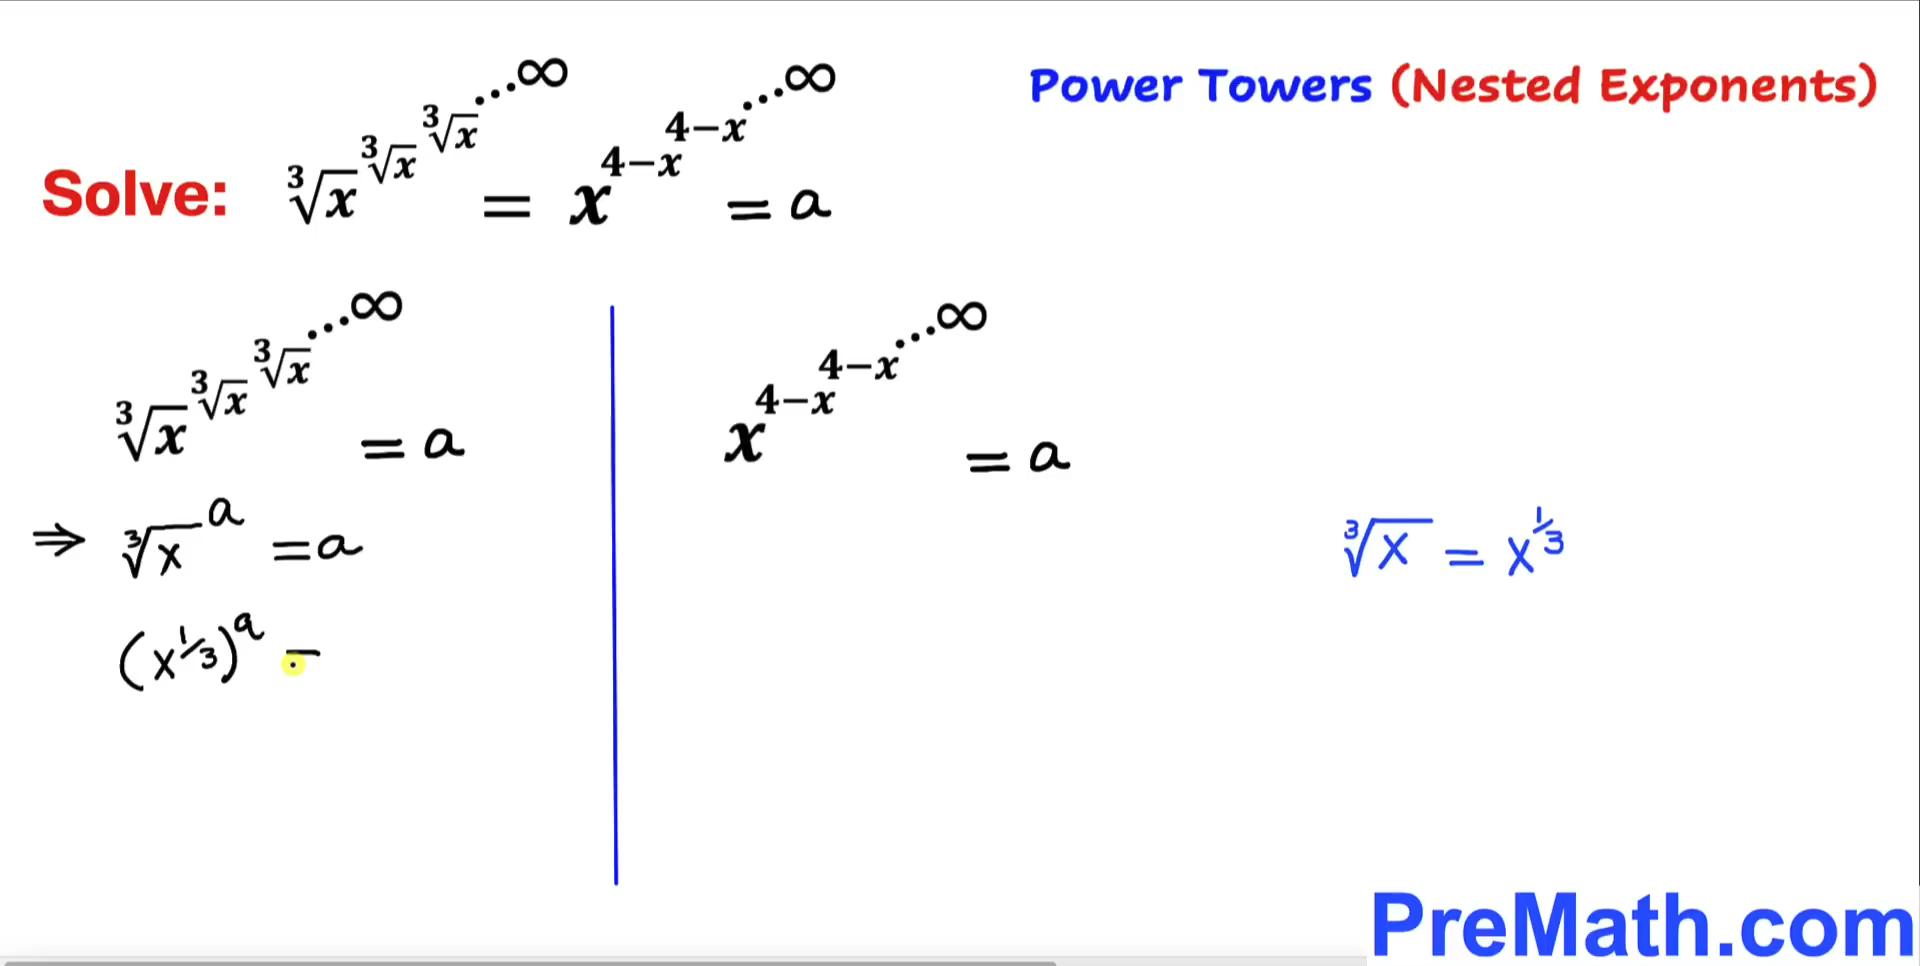 Power Towers (Nested Exponents)
Solve: ∛x^∛x^∛x^...∞ = x^4−x^4−x^...∞ = a
∛x^∛x^∛x^...∞ = a
⇒ ∛x^a = a
(x^1/3)^a =
x^4−x^4−x^...∞ = a
∛x = x^1/3
PreMath.com